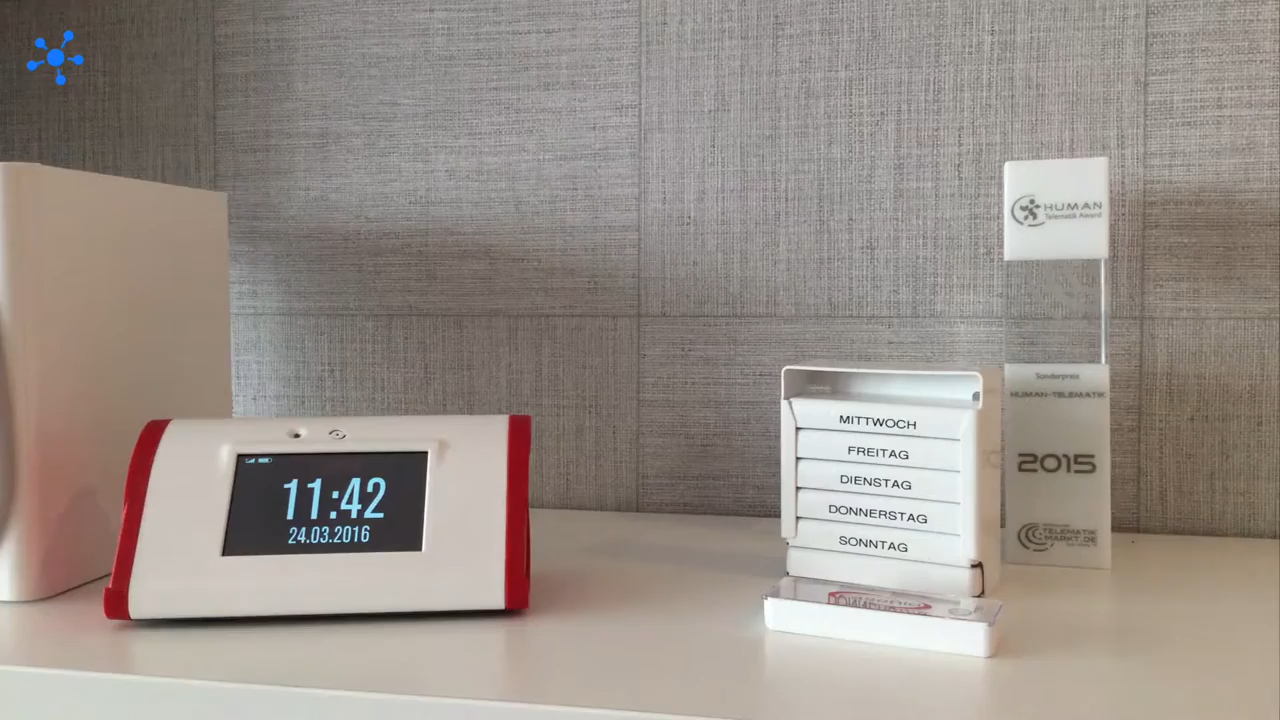 11:42
24.03.2016
MITTWOCH
FREITAG
DIENSTAG
DONNERSTAG
SONNTAG
HUMAN
Telematik Award
Sonderpreis
HUMAN-TELEMATIK
2015
TELEMATIK
MARKT.DE